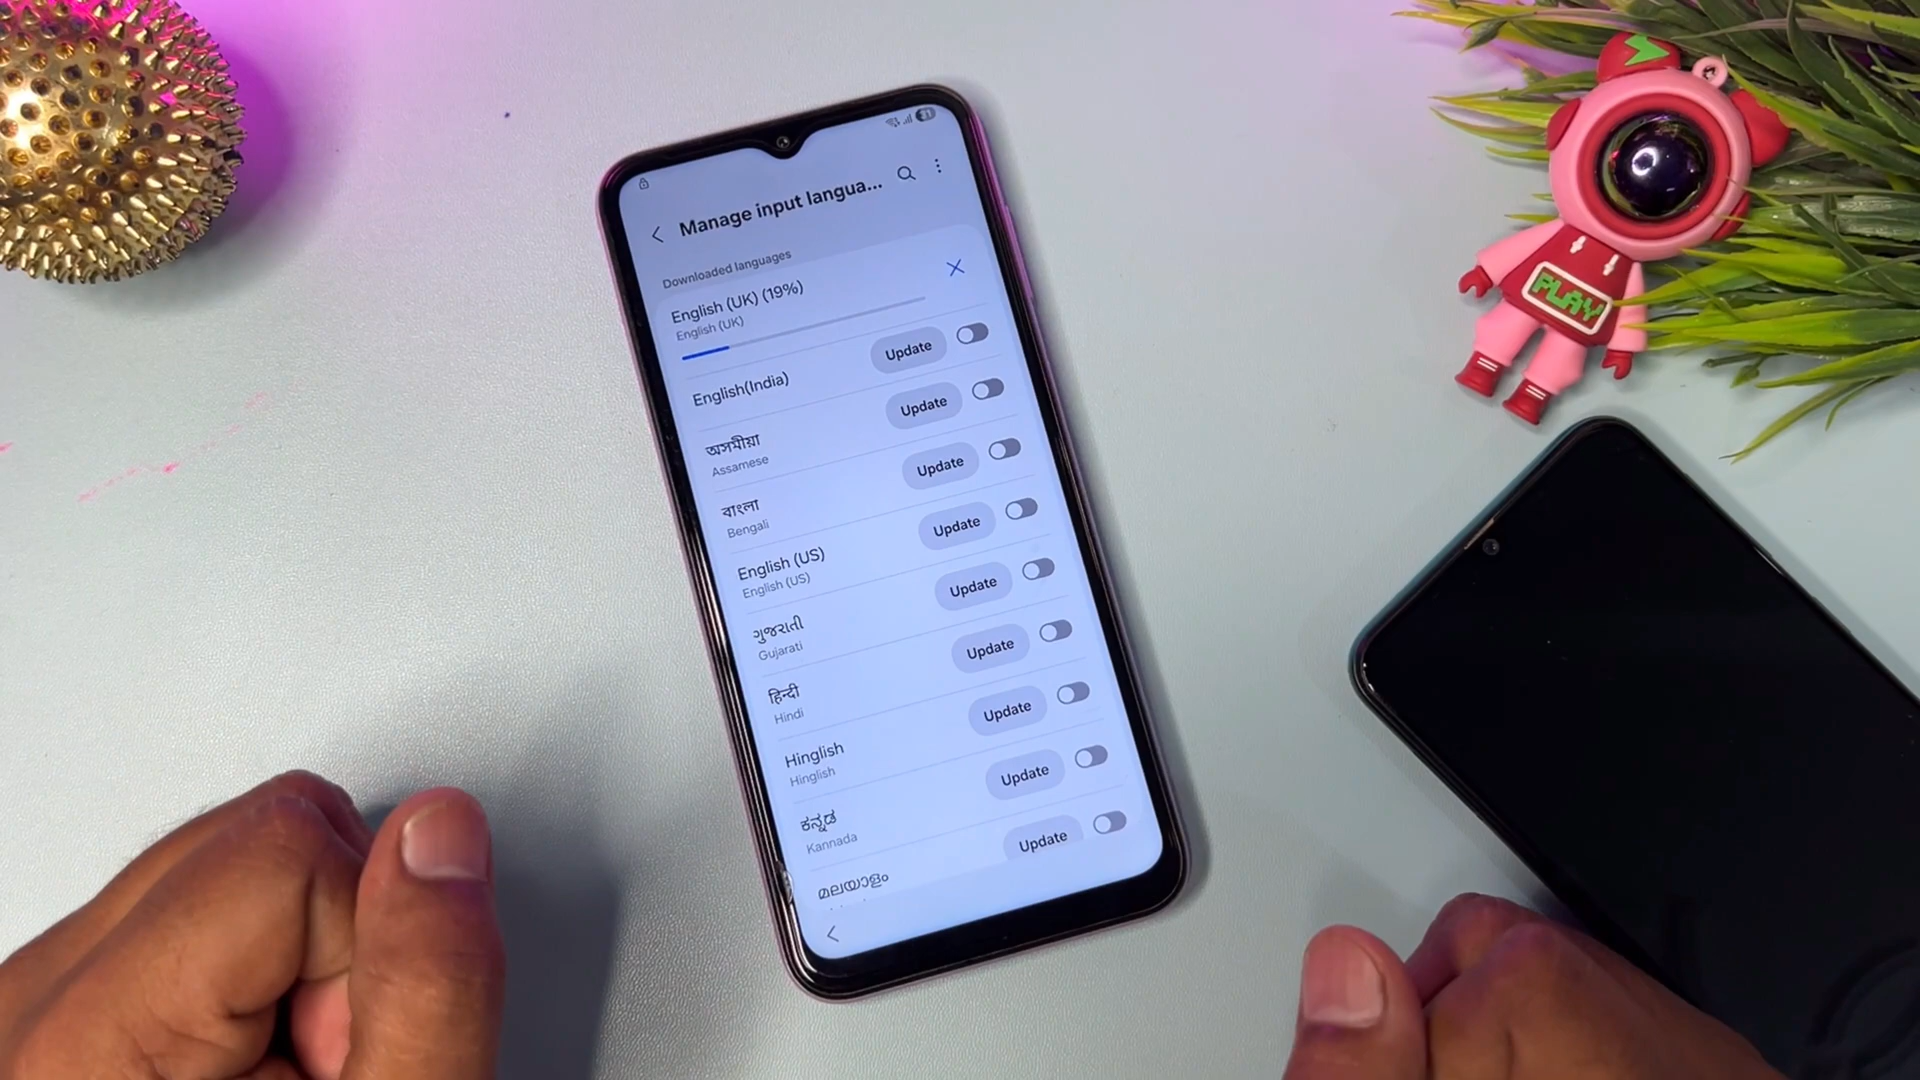 31
Manage input langua...
Downloaded languages
English (UK) (19%)
English (UK)
English(India)
Update
অসমীয়া
Assamese
Update
বাংলা
Bengali
Update
English (US)
English (US)
Update
ગુજરાતી
Gujarati
Update
हिन्दी
Hindi
Update
Hinglish
Hinglish
Update
ಕನ್ನಡ
Kannada
Update
മലയാളം
Update
PLAY